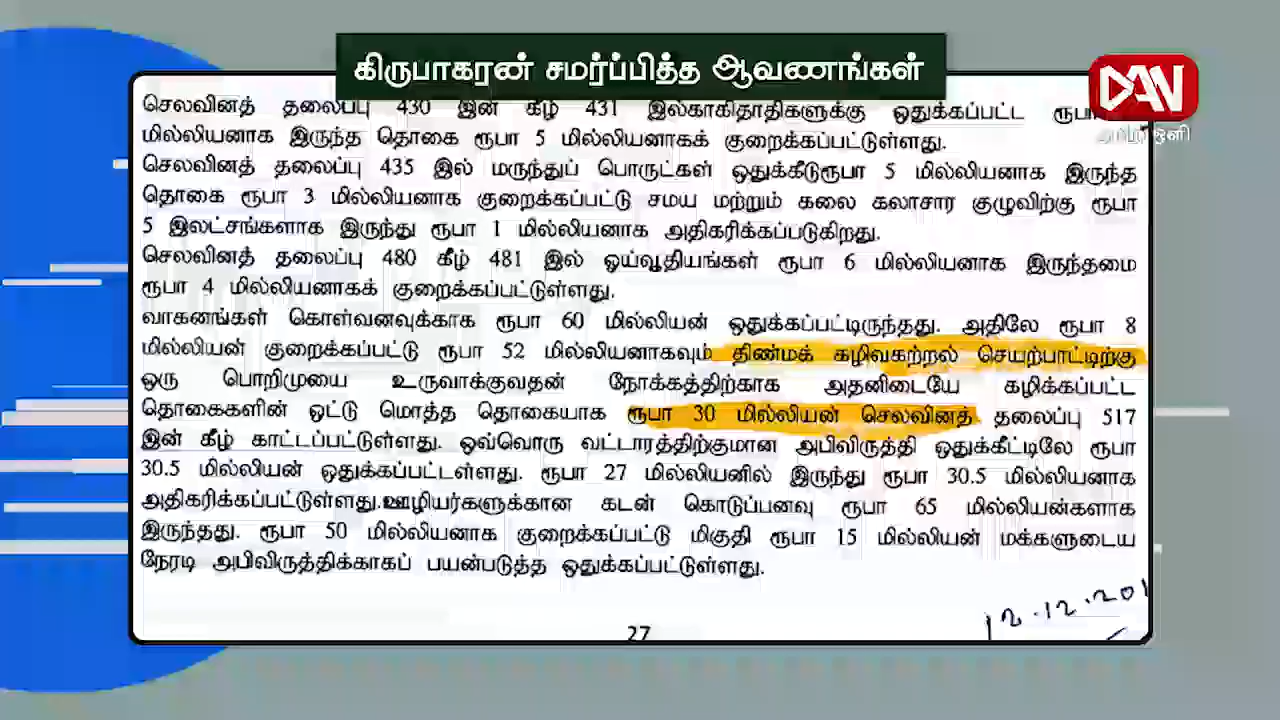 கிருபாகரன் சமர்ப்பித்த ஆவணங்கள்
DAN
செலவினத் தலைப்பு 430 இன் கீழ் 431 இல்காகிதாதிகளுக்கு ஒதுக்கப்பட்ட
மில்லியனாக இருந்த தொகை ரூபா 5 மில்லியனாகக் குறைக்கப்பட்டுள்ளது.
செலவினத் தலைப்பு 435 இல் மருந்துப் பொருட்கள் ஒதுக்கீடுரூபா 5 மில்லியனாக இருந்த
தொகை ரூபா 3 மில்லியனாக குறைக்கப்பட்டு சமய மற்றும் கலை கலாசார குழுவிற்கு ரூபா
5 இலட்சங்களாக இருந்து ரூபா 1 மில்லியனாக அதிகரிக்கப்படுகிறது.
செலவினத் தலைப்பு 480 கீழ் 481 இல் ஓய்வூதியங்கள் ரூபா 6 மில்லியனாக இருந்தமை
ரூபா 4 மில்லியனாகக் குறைக்கப்பட்டுள்ளது.
வாகனங்கள் கொள்வனவுக்காக ரூபா 60 மில்லியன் ஒதுக்கப்பட்டிருந்தது. அதிலே ரூபா 8
மில்லியன் குறைக்கப்பட்டு ரூபா 52 மில்லியனாகவும் திண்மக் கழிவகற்றல் செயற்பாட்டிற்கு
ஒரு பொறிமுயை உருவாக்குவதன் நோக்கத்திற்காக அதனிடையே கழிக்கப்பட்ட
தொகைகளின் ஒட்டு மொத்த தொகையாக ரூபா 30 மில்லியன் செலவினத் தலைப்பு 517
இன் கீழ் காட்டப்பட்டுள்ளது. ஒவ்வொரு வட்டாரத்திற்குமான அபிவிருத்தி ஒதுக்கீட்டிலே ரூபா
30.5 மில்லியன் ஒதுக்கப்பட்டள்ளது. ரூபா 27 மில்லியனில் இருந்து ரூபா 30.5 மில்லியனாக
அதிகரிக்கப்பட்டுள்ளது.ஊழியர்களுக்கான கடன் கொடுப்பனவு ரூபா 65 மில்லியன்களாக
இருந்தது. ரூபா 50 மில்லியனாக குறைக்கப்பட்டு மிகுதி ரூபா 15 மில்லியன் மக்களுடைய
நேரடி அபிவிருத்திக்காகப் பயன்படுத்த ஒதுக்கப்பட்டுள்ளது.
12.12.201
27